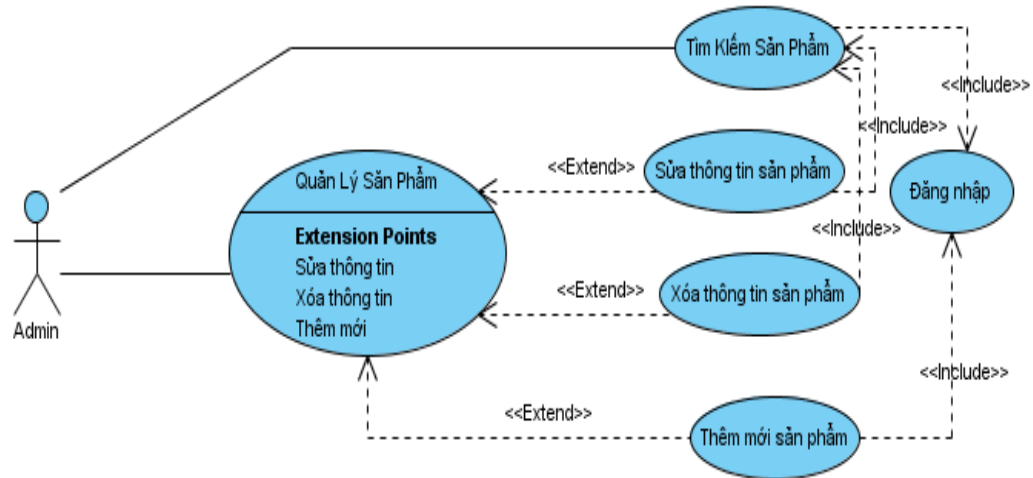 Tìm Kiếm Sản Phẩm
<<Include>>
<<Include>>
<<Extend>>
Sửa thông tin sản phẩm
Đăng nhập
Quản Lý Sản Phẩm
Extension Points
Sửa thông tin
Xóa thông tin
Thêm mới
<<Include>>
<<Extend>>
Xóa thông tin sản phẩm
Admin
<<Include>>
<<Extend>>
Thêm mới sản phẩm